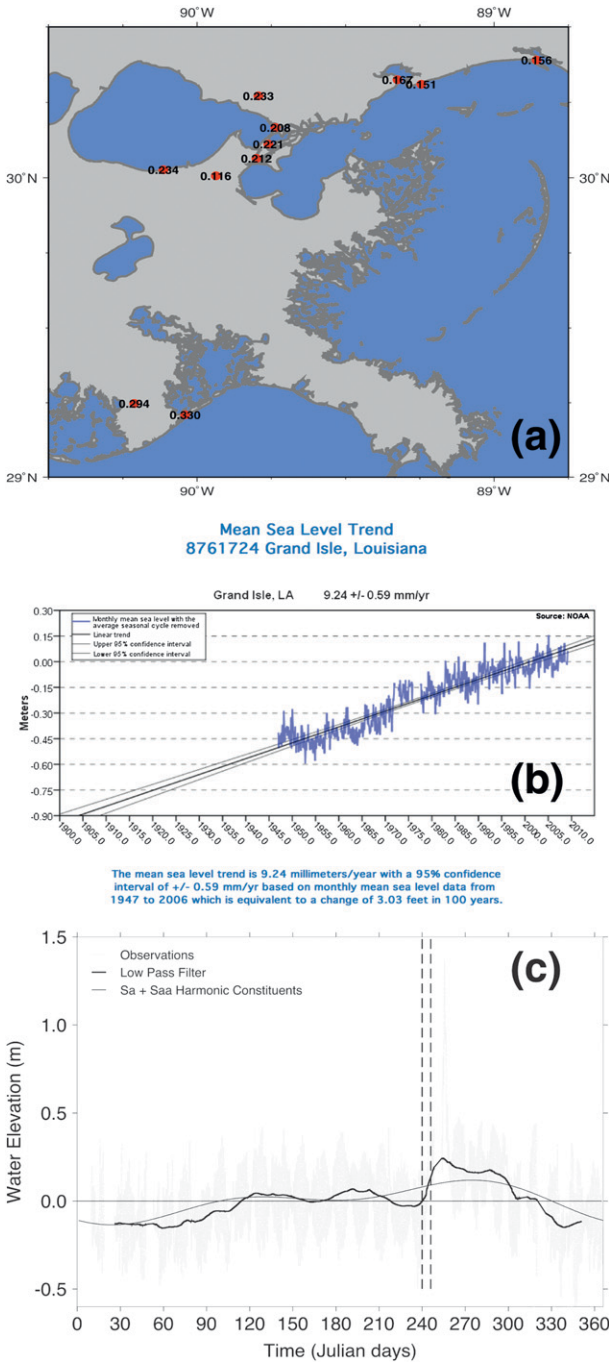 90°W 89°W
0.156
0.167
0.151
0.233
0.208
0.221
0.212
0.234
0.116
30°N 30°N
0.294
0.330
(a)
29°N 29°N
90°W 89°W
Mean Sea Level Trend
8761724 Grand Isle, Louisiana
Grand Isle, LA 9.24 +/- 0.59 mm/yr
Source: NOAA
Monthly mean sea level with the
average seasonal cycle removed
Linear trend
Upper 95% confidence interval
Lower 95% confidence interval
0.30
0.15
0.00
-0.15
-0.30
-0.45
-0.60
-0.75
-0.90
Meters
(b)
1900.0 1905.0 1910.0 1915.0 1920.0 1925.0 1930.0 1935.0 1940.0 1945.0 1950.0 1955.0 1960.0 1965.0 1970.0 1975.0 1980.0 1985.0 1990.0 1995.0 2000.0 2005.0 2010.0
The mean sea level trend is 9.24 millimeters/year with a 95% confidence
interval of +/- 0.59 mm/yr based on monthly mean sea level data from
1947 to 2006 which is equivalent to a change of 3.03 feet in 100 years.
(c)
Observations
Low Pass Filter
Sa + Saa Harmonic Constituents
1.5
1.0
0.5
0.0
-0.5
Water Elevation (m)
0 30 60 90 120 150 180 210 240 270 300 330 360
Time (Julian days)